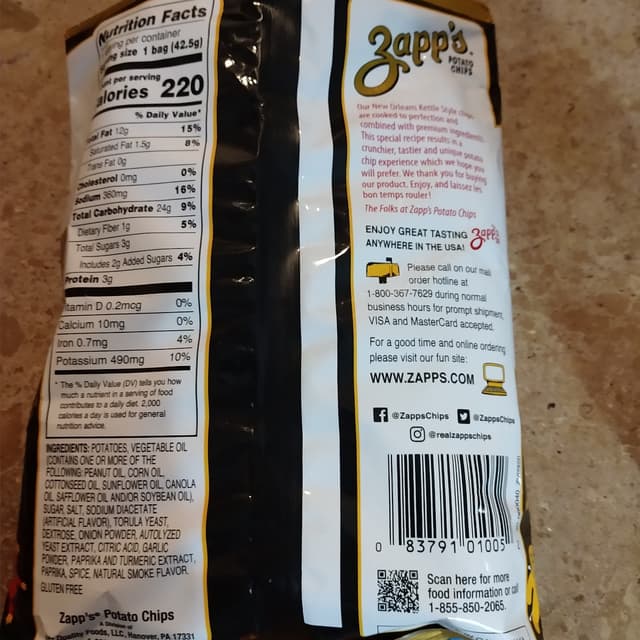 Nutrition Facts
per container
size 1 bag (42.5g)
per serving
alories 220
% Daily Value*
Fat 12g 15%
Saturated Fat 1.5g 8%
Trans Fat 0g
Cholesterol 0mg 0%
Sodium 360mg 16%
Total Carbohydrate 24g 9%
Dietary Fiber 1g 5%
Total Sugars 3g
Includes 2g Added Sugars 4%
Protein 3g
itamin D 0.2mcg 0%
Calcium 10mg 0%
Iron 0.7mg 4%
Potassium 490mg 10%
* The % Daily Value (DV) tells you how
much a nutrient in a serving of food
contributes to a daily diet. 2,000
calories a day is used for general
nutrition advice.
INGREDIENTS: POTATOES, VEGETABLE OIL
(CONTAINS ONE OR MORE OF THE
FOLLOWING: PEANUT OIL, CORN OIL,
COTTONSEED OIL, SUNFLOWER OIL, CANOLA
OIL, SAFFLOWER OIL AND/OR SOYBEAN OIL),
SUGAR, SALT, SODIUM DIACETATE
(ARTIFICIAL FLAVOR), TORULA YEAST,
DEXTROSE, ONION POWDER, AUTOLYZED
YEAST EXTRACT, CITRIC ACID, GARLIC
POWDER, PAPRIKA AND TURMERIC EXTRACT,
PAPRIKA, SPICE, NATURAL SMOKE FLAVOR.
GLUTEN FREE
Zapp's® Potato Chips
A Division of
Quality Foods, LLC, Hanover, PA 17331
Zapp's.
POTATO
CHIPS
Our New Orleans Kettle Style chips
are cooked to perfection and
combined with premium ingredients.
This special recipe results in a
crunchier, tastier and unique potato
chip experience which we hope you
will prefer. We thank you for buying
our product. Enjoy, and laissez les
bon temps rouler!
The Folks at Zapp's Potato Chips
ENJOY GREAT TASTING Zapp's
ANYWHERE IN THE USA!
Please call on our mail
order hotline at
1-800-367-7629 during normal
business hours for prompt shipment,
VISA and MasterCard accepted.
For a good time and online ordering
please visit our fun site:
WWW.ZAPPS.COM
@ZappsChips @ZappsChips
@realzappschips
0 83791 01005
Scan here for more
food information or call
1-855-850-2065.